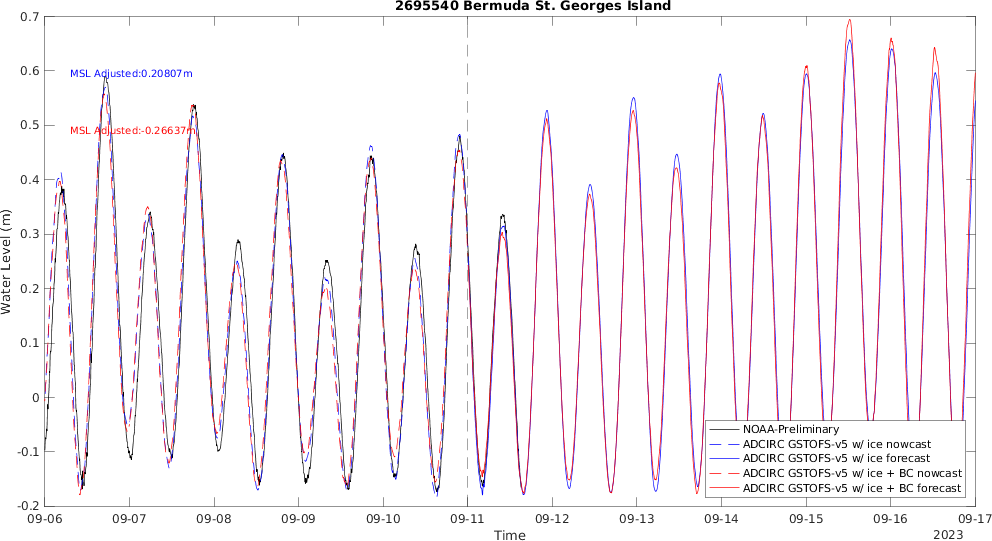 2695540 Bermuda St. Georges Island
0.7
0.6
0.5
0.4
0.3
0.2
0.1
0
-0.1
-0.2
Water Level (m)
MSL Adjusted:0.20807m
MSL Adjusted:-0.26637m
NOAA-Preliminary
ADCIRC GSTOFS-v5 w/ ice nowcast
ADCIRC GSTOFS-v5 w/ ice forecast
ADCIRC GSTOFS-v5 w/ ice + BC nowcast
ADCIRC GSTOFS-v5 w/ ice + BC forecast
09-06 09-07 09-08 09-09 09-10 09-11 09-12 09-13 09-14 09-15 09-16 09-17
Time
2023